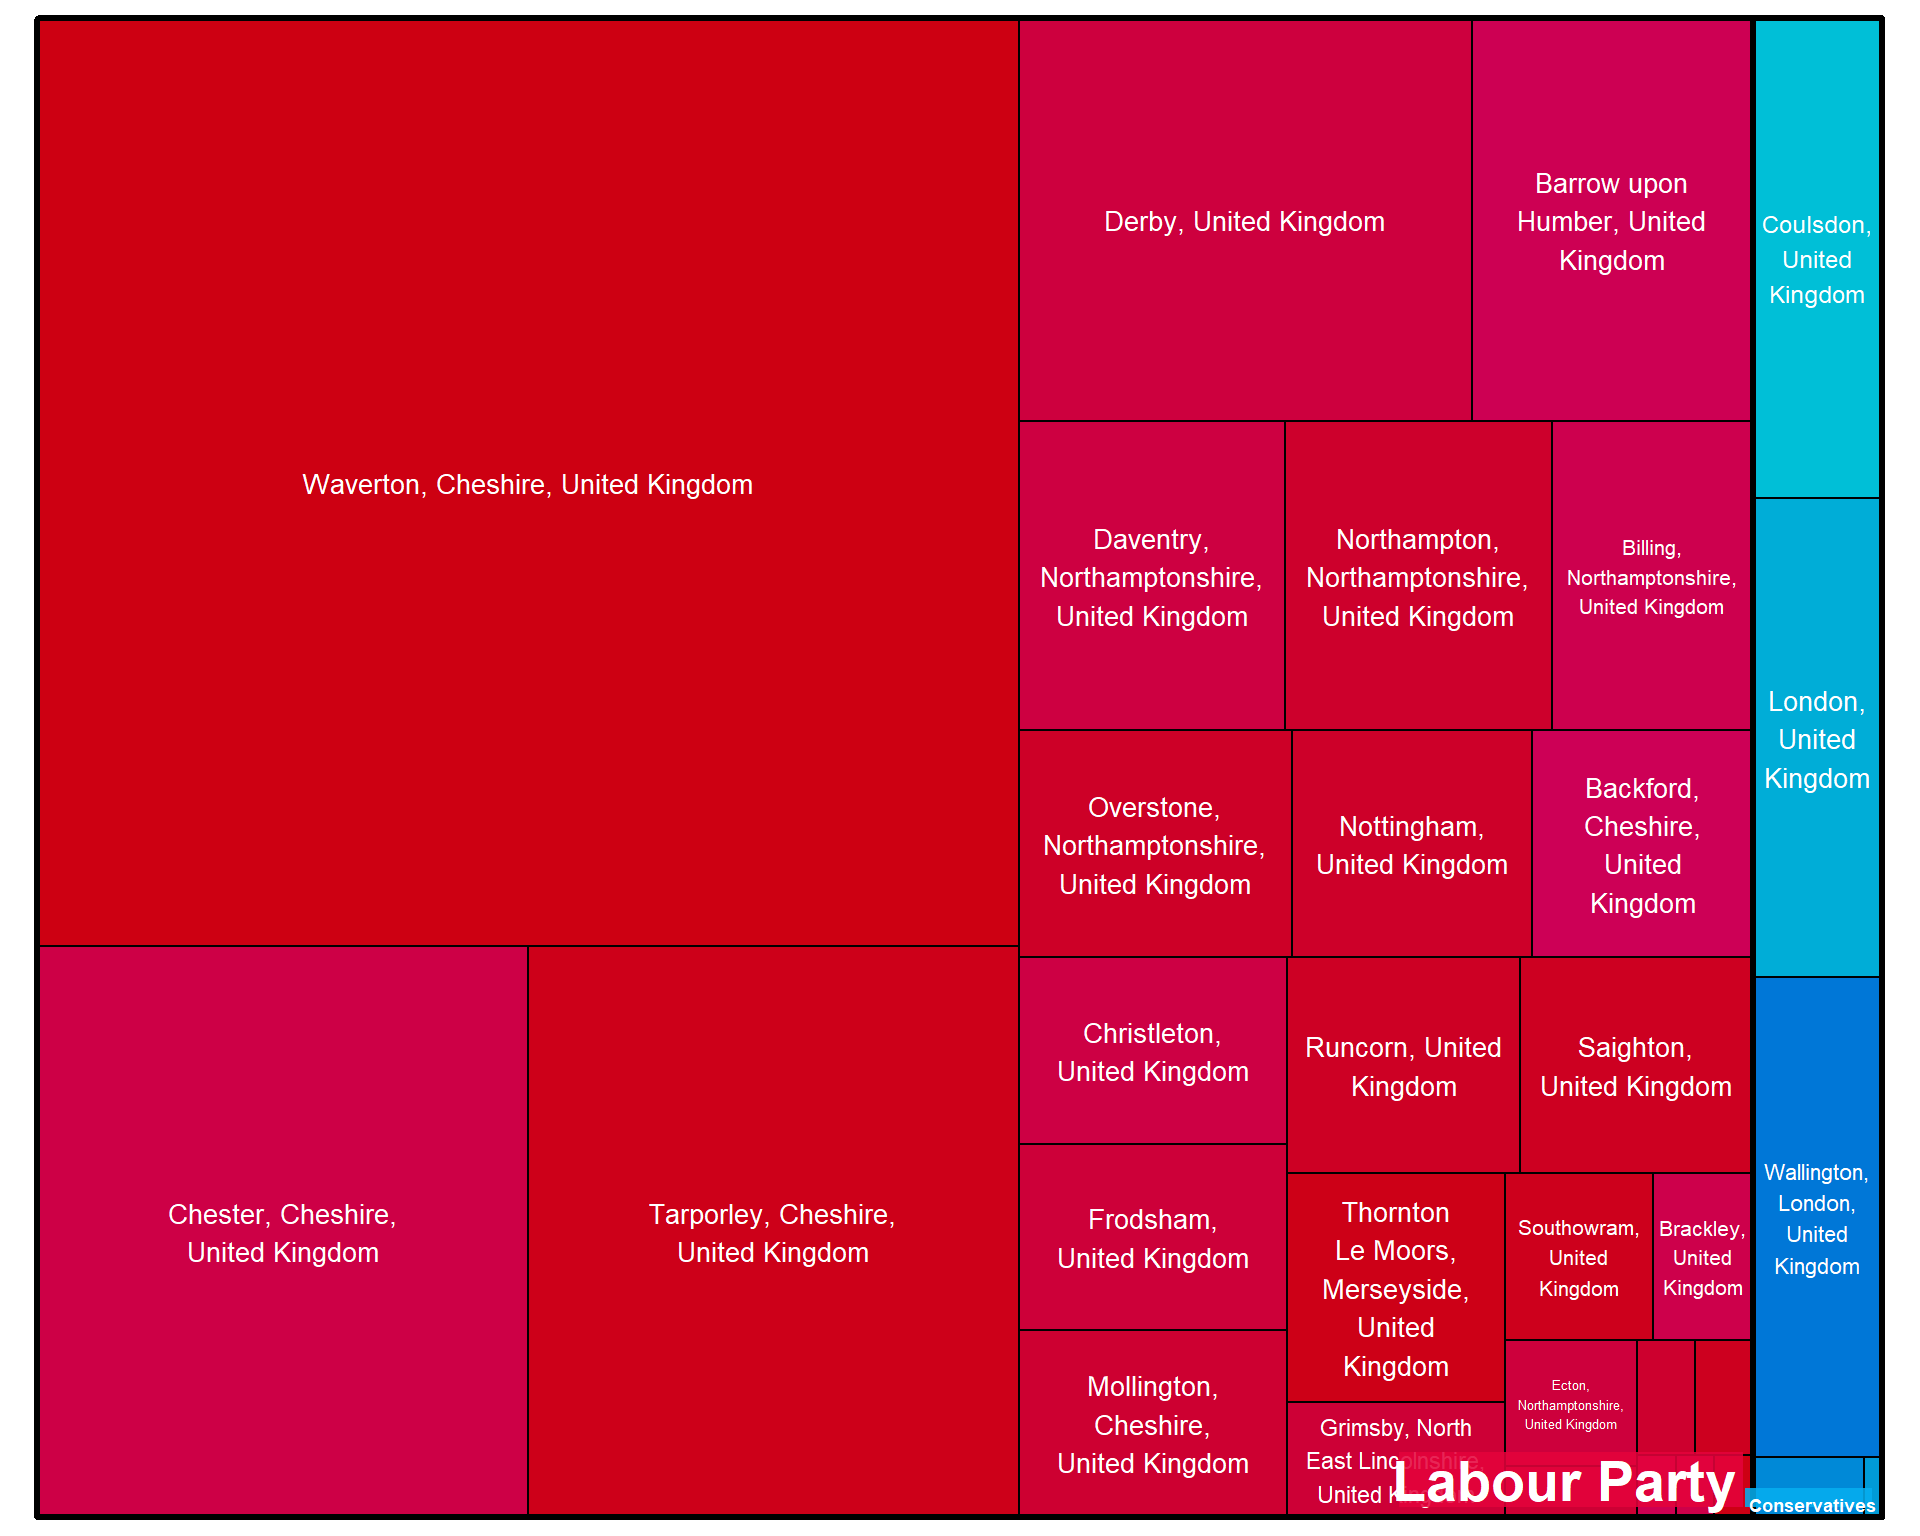 Waverton, Cheshire, United Kingdom
Chester, Cheshire,
United Kingdom
Tarporley, Cheshire,
United Kingdom
Derby, United Kingdom
Barrow upon
Humber, United
Kingdom
Daventry,
Northamptonshire,
United Kingdom
Northampton,
Northamptonshire,
United Kingdom
Billing,
Northamptonshire,
United Kingdom
Overstone,
Northamptonshire,
United Kingdom
Nottingham,
United Kingdom
Backford,
Cheshire,
United
Kingdom
Christleton,
United Kingdom
Frodsham,
United Kingdom
Mollington,
Cheshire,
United Kingdom
Runcorn, United
Kingdom
Saighton,
United Kingdom
Thornton
Le Moors,
Merseyside,
United
Kingdom
Southowram,
United
Kingdom
Brackley,
United
Kingdom
Grimsby, North
East Lincolnshire,
United Kingdom
Ecton,
Northamptonshire,
United Kingdom
Labour Party
Coulsdon,
United
Kingdom
London,
United
Kingdom
Wallington,
London,
United
Kingdom
Conservatives